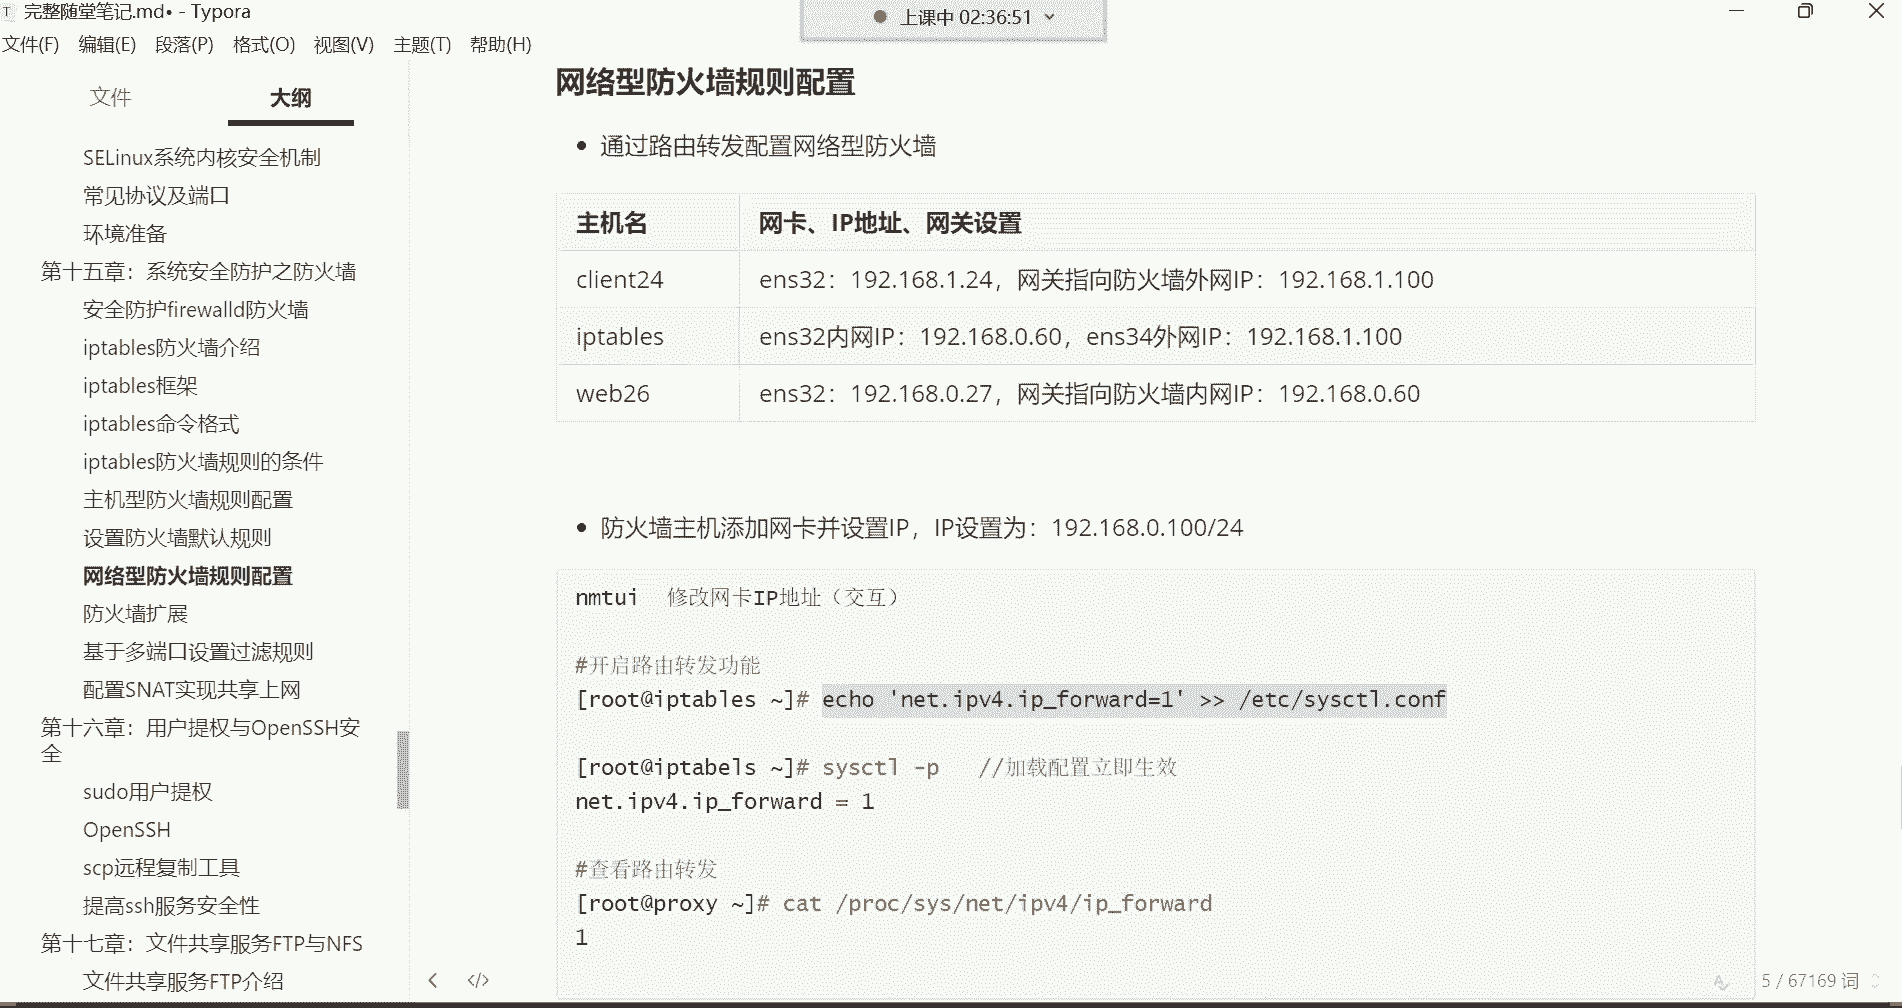 完整随堂笔记.md• - Typora
上课中 02:36:51
文件(F) 编辑(E) 段落(P) 格式(O) 视图(V) 主题(T) 帮助(H)
文件 大纲
SELinux系统内核安全机制
常见协议及端口
环境准备
第十五章：系统安全防护之防火墙
安全防护firewalld防火墙
iptables防火墙介绍
iptables框架
iptables命令格式
iptables防火墙规则的条件
主机型防火墙规则配置
设置防火墙默认规则
网络型防火墙规则配置
防火墙扩展
基于多端口设置过滤规则
配置SNAT实现共享上网
第十六章：用户提权与OpenSSH安
全
sudo用户提权
OpenSSH
scp远程复制工具
提高ssh服务安全性
第十七章：文件共享服务FTP与NFS
文件共享服务FTP介绍
网络型防火墙规则配置
• 通过路由转发配置网络型防火墙
主机名 网卡、IP地址、网关设置
client24 ens32：192.168.1.24，网关指向防火墙外网IP：192.168.1.100
iptables ens32内网IP：192.168.0.60，ens34外网IP：192.168.1.100
web26 ens32：192.168.0.27，网关指向防火墙内网IP：192.168.0.60
• 防火墙主机添加网卡并设置IP，IP设置为：192.168.0.100/24
nmtui 修改网卡IP地址（交互）
#开启路由转发功能
[root@iptables ~]# echo 'net.ipv4.ip_forward=1' >> /etc/sysctl.conf
[root@iptabels ~]# sysctl -p //加载配置立即生效
net.ipv4.ip_forward = 1
#查看路由转发
[root@proxy ~]# cat /proc/sys/net/ipv4/ip_forward
1
5 / 67169 词